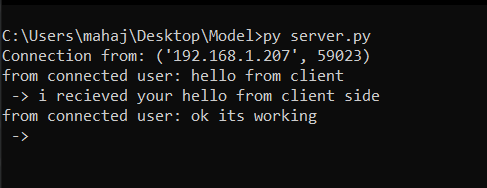 C:\Users\mahaj\Desktop\Model>py server.py
Connection from: ('192.168.1.207', 59023)
from connected user: hello from client
 -> i recieved your hello from client side
from connected user: ok its working
 ->